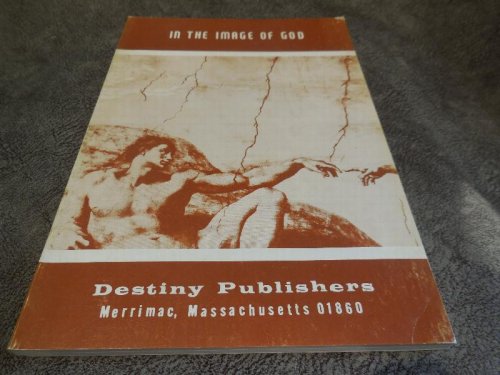 IN THE IMAGE OF GOD
Destiny Publishers
Merrimac, Massachusetts 01860